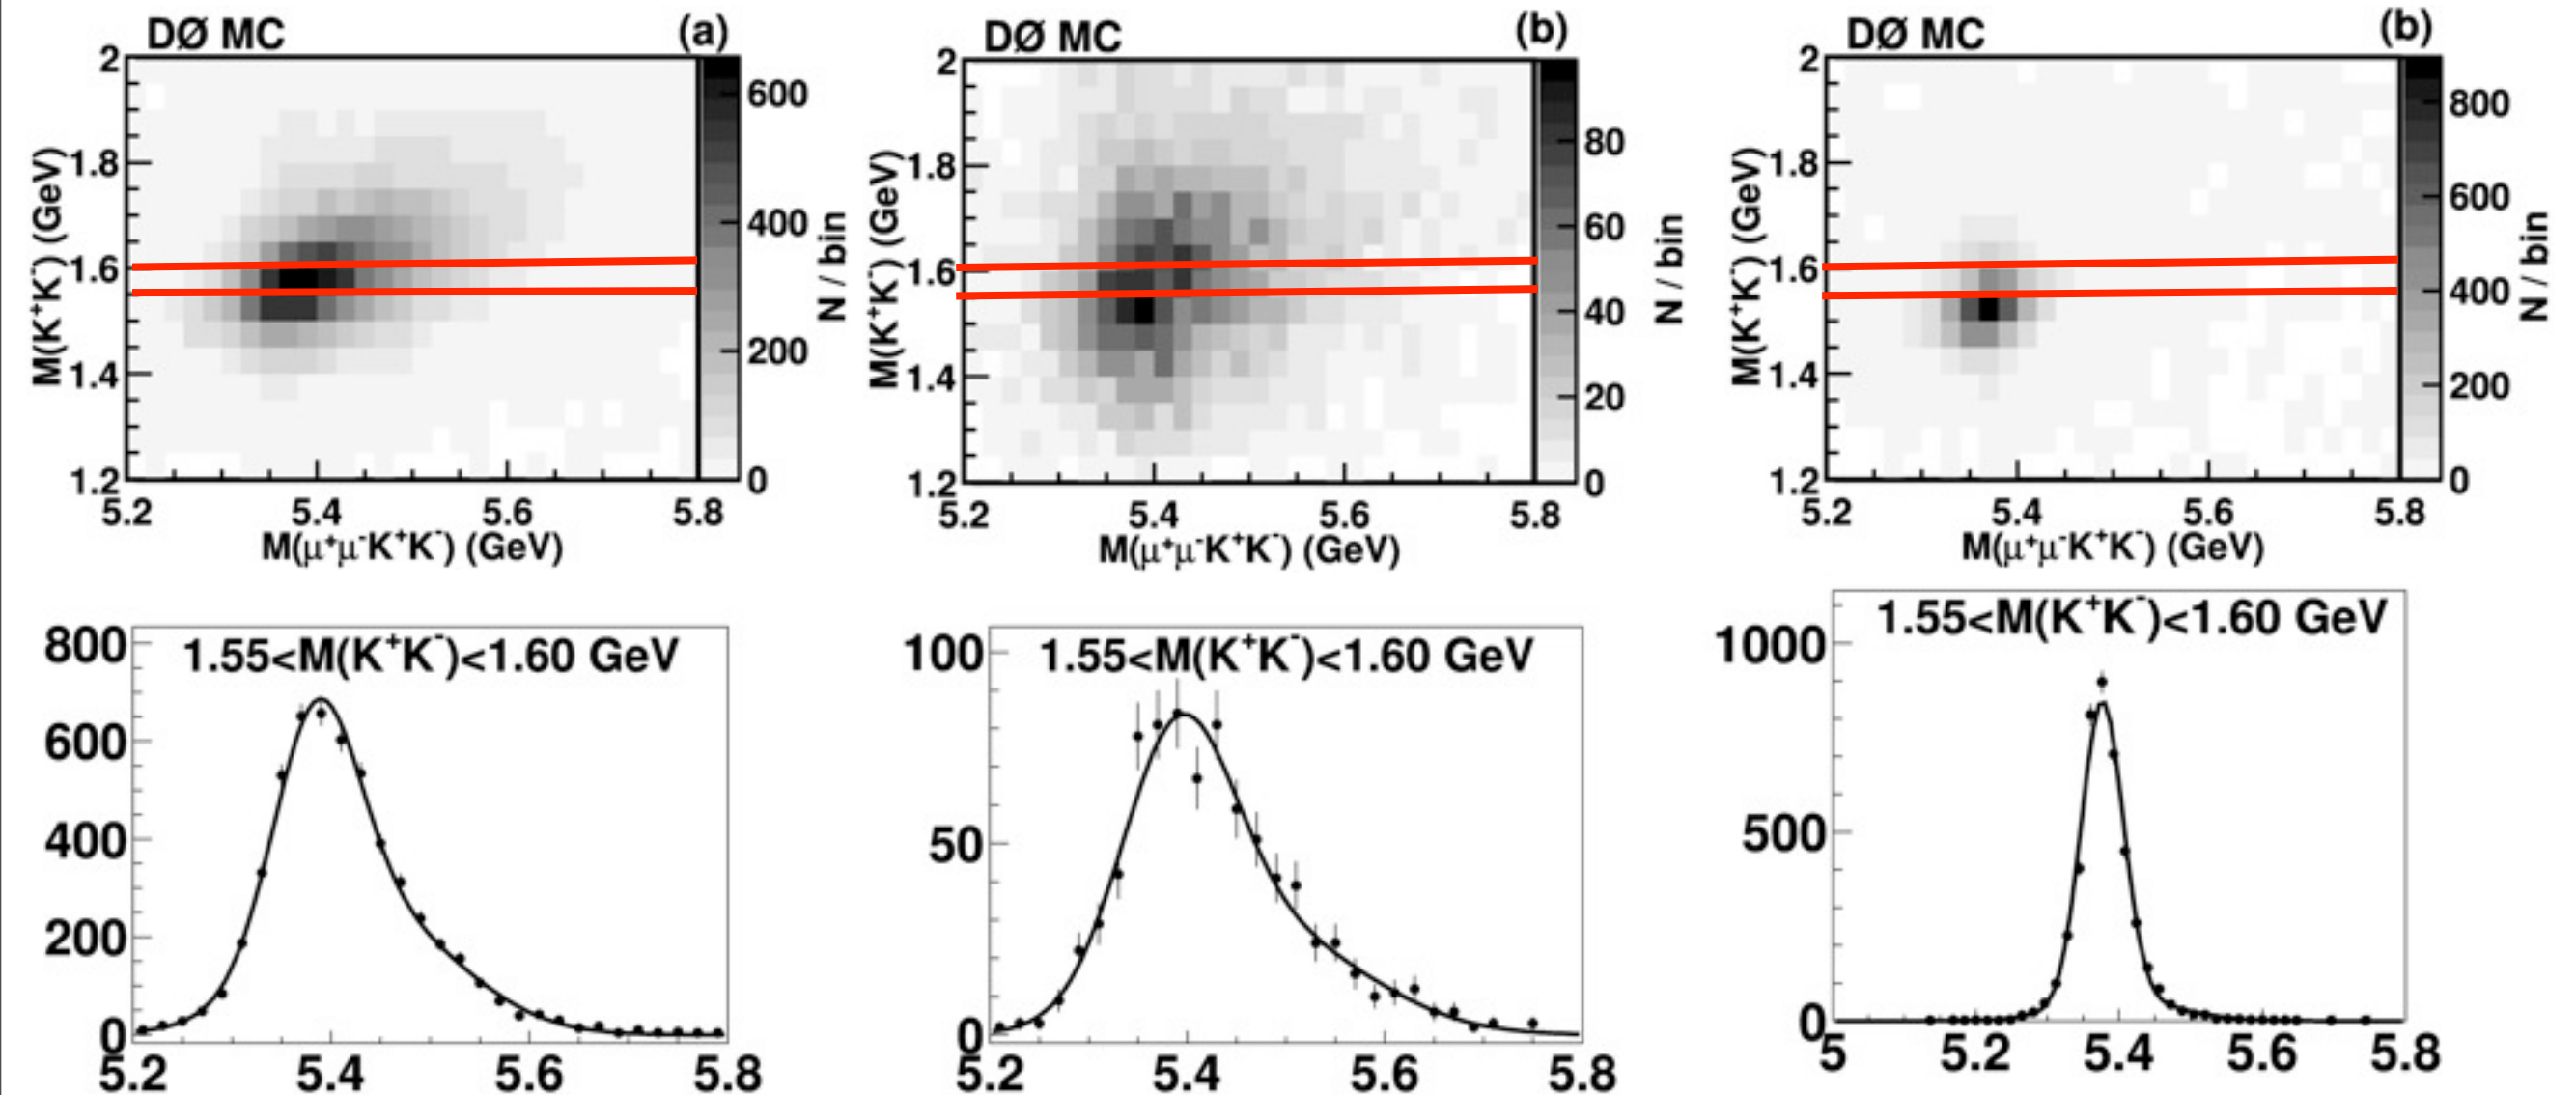 DØ MC (a)
2
1.8
1.6
1.4
1.2
M(K⁺K⁻) (GeV)
5.2 5.4 5.6 5.8
M(μ⁺μ⁻K⁺K⁻) (GeV)
600
400
200
0
N / bin
DØ MC (b)
2
1.8
1.6
1.4
1.2
M(K⁺K⁻) (GeV)
5.2 5.4 5.6 5.8
M(μ⁺μ⁻K⁺K⁻) (GeV)
80
60
40
20
0
N / bin
DØ MC (b)
2
1.8
1.6
1.4
1.2
M(K⁺K⁻) (GeV)
5.2 5.4 5.6 5.8
M(μ⁺μ⁻K⁺K⁻) (GeV)
800
600
400
200
0
N / bin
1.55<M(K⁺K⁻)<1.60 GeV
800
600
400
200
0
5.2 5.4 5.6 5.8
1.55<M(K⁺K⁻)<1.60 GeV
100
50
0
5.2 5.4 5.6 5.8
1.55<M(K⁺K⁻)<1.60 GeV
1000
500
0
5 5.2 5.4 5.6 5.8